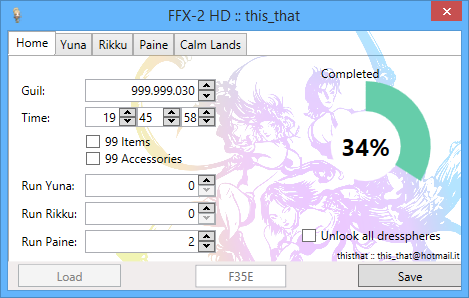 FFX-2 HD :: this_that
Home Yuna Rikku Paine Calm Lands
Completed
Guil: 999.999.030
Time: 19 45 58
34%
99 Items
99 Accessories
Run Yuna: 0
Run Rikku: 0
Run Paine: 2
Unlook all dresspheres
thisthat :: this_that@hotmail.it
Load F35E Save